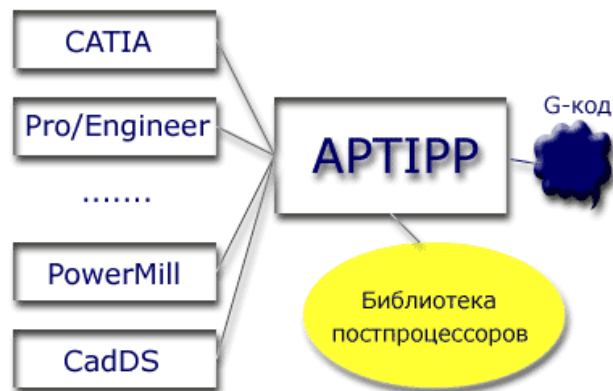 CATIA
Pro/Engineer
.......
PowerMill
CadDS
APTIPP
G-код
Библиотека
постпроцессоров